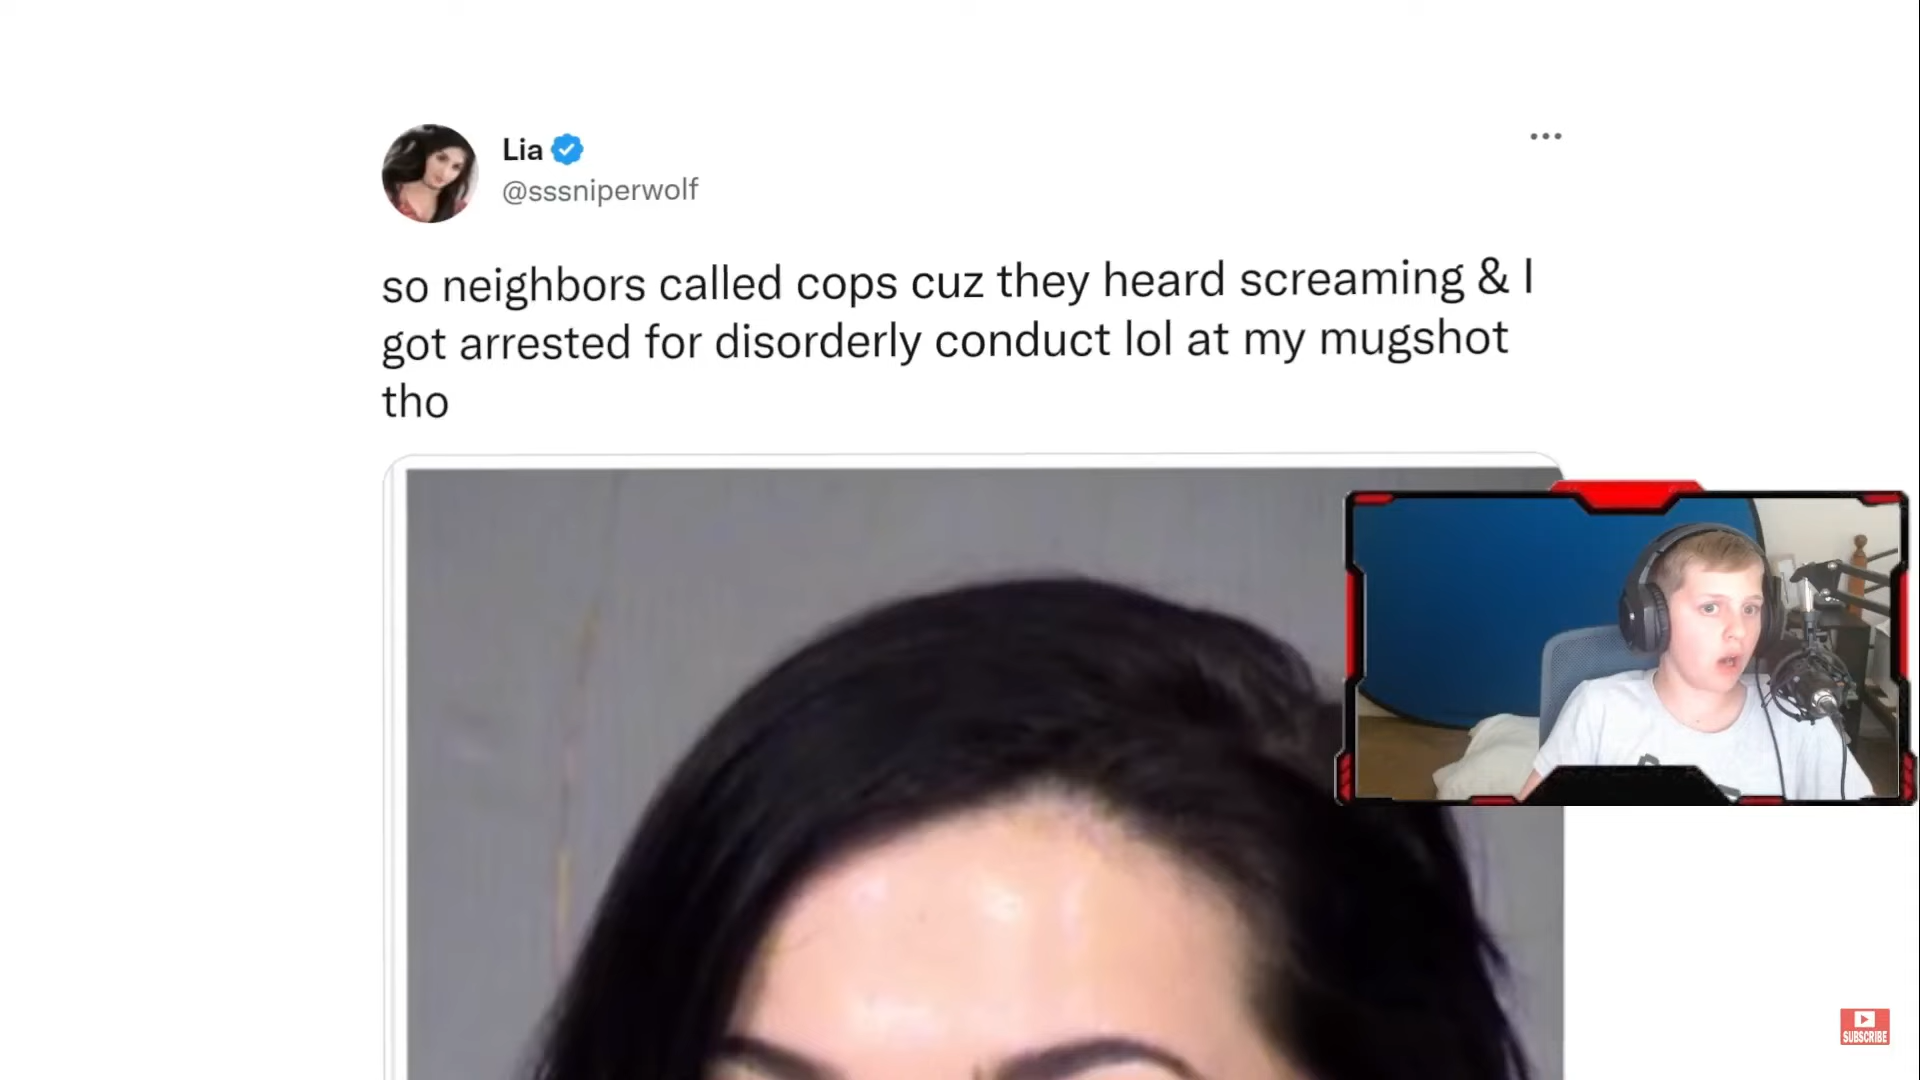 Lia
@sssniperwolf
so neighbors called cops cuz they heard screaming & I
got arrested for disorderly conduct lol at my mugshot
tho
SUBSCRIBE